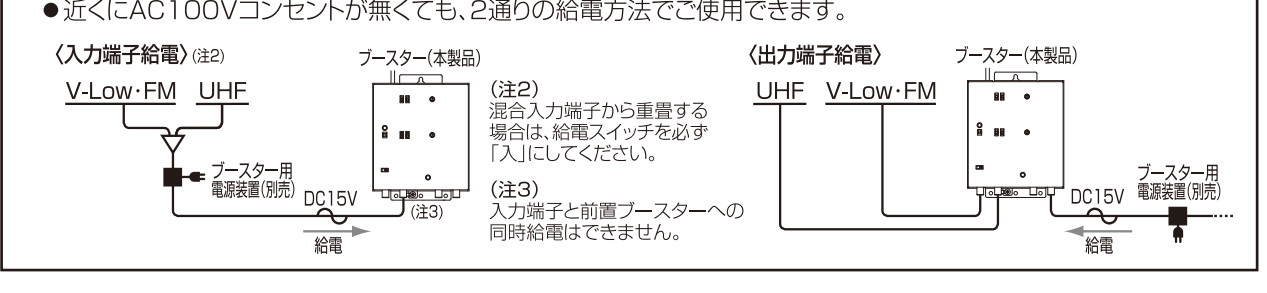 ●近くにAC100Vコンセントが無くても、2通りの給電方法でご使用できます。
〈入力端子給電〉(注2)
V-Low・FM UHF
ブースター(本製品)
ブースター用
電源装置(別売)
DC15V
給電
(注3)
(注2)
混合入力端子から重畳する
場合は、給電スイッチを必ず
「入」にしてください。
(注3)
入力端子と前置ブースターへの
同時給電はできません。
〈出力端子給電〉
UHF V-Low・FM
ブースター(本製品)
ブースター用
電源装置(別売)
DC15V
給電